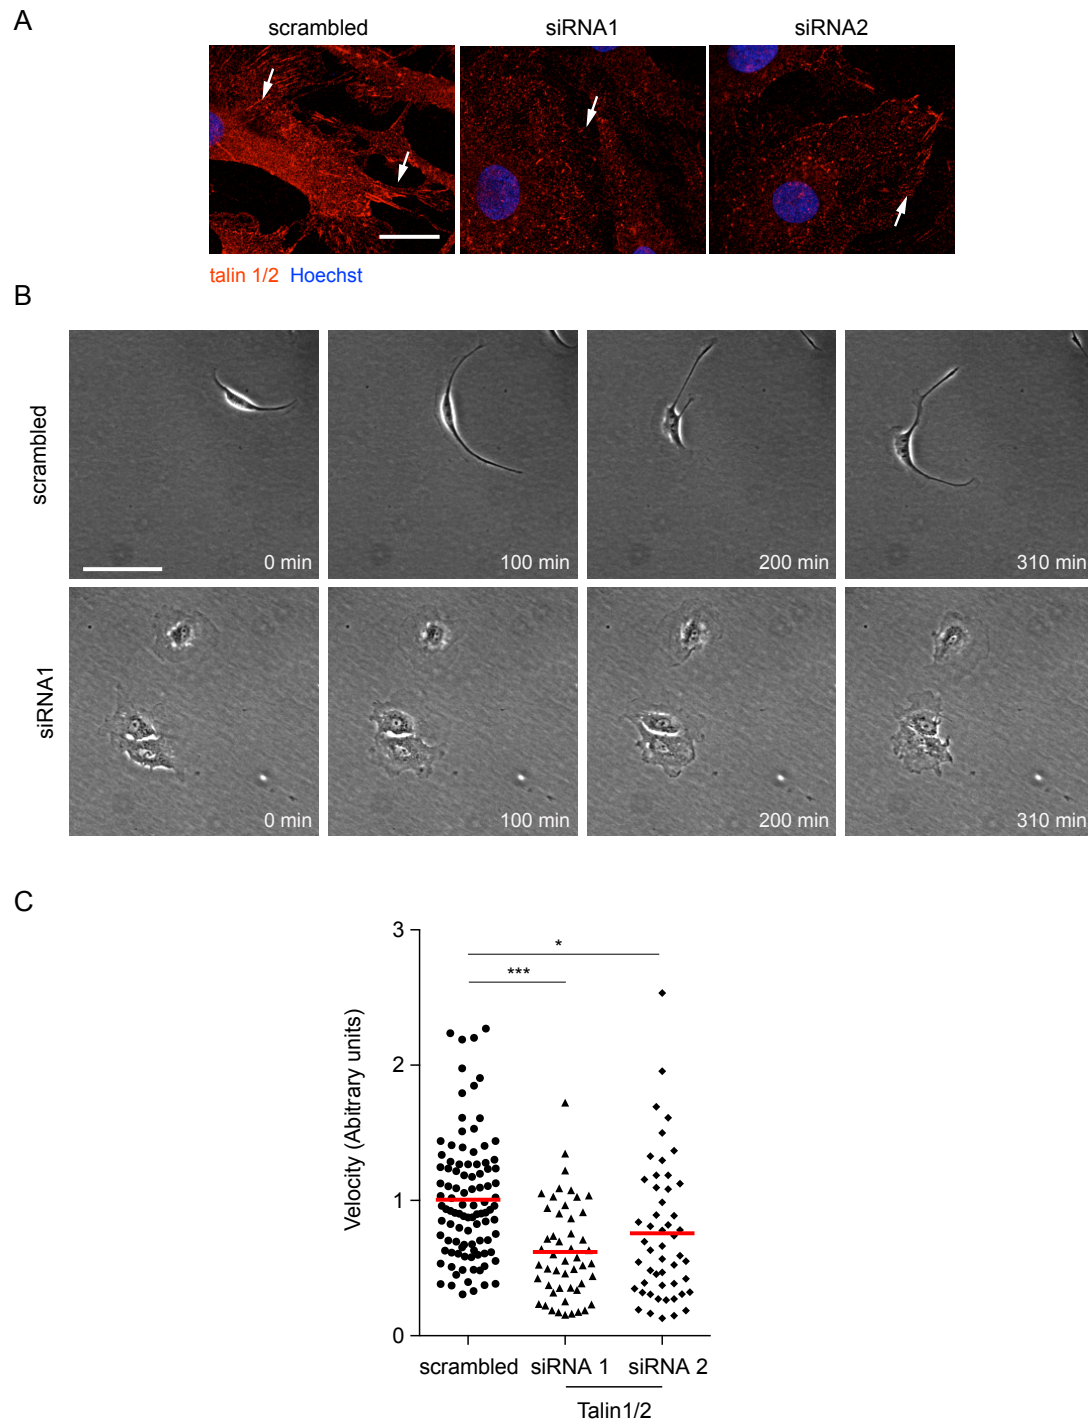 A
scrambled siRNA1 siRNA2
talin 1/2 Hoechst
B
scrambled
0 min 100 min 200 min 310 min
siRNA1
0 min 100 min 200 min 310 min
C
Velocity (Abitrary units)
3
*
***
2
1
0
scrambled siRNA 1 siRNA 2
Talin1/2